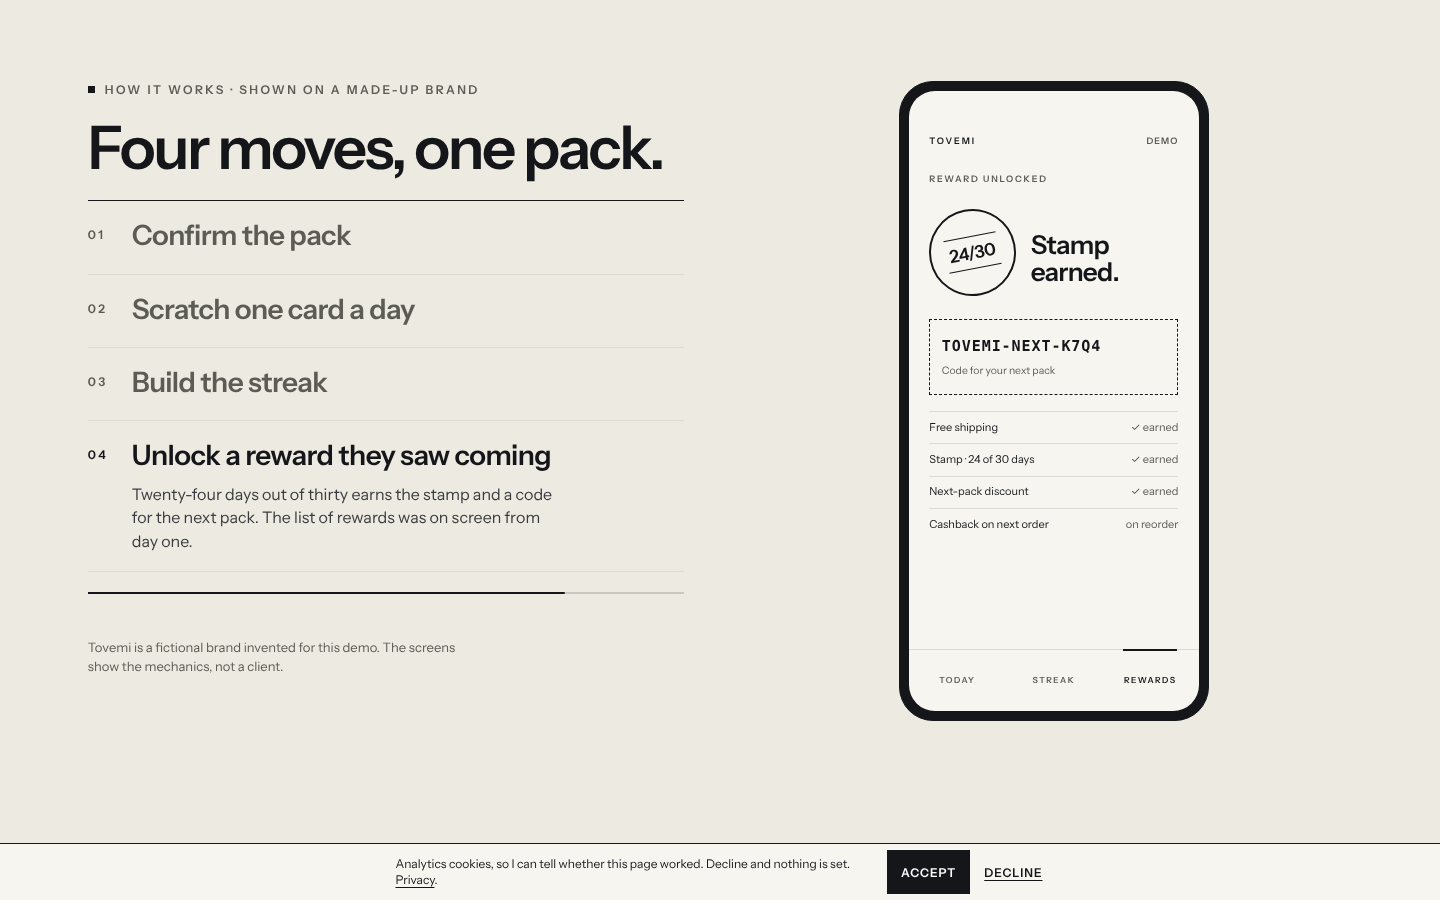 HOW IT WORKS · SHOWN ON A MADE-UP BRAND
Four moves, one pack.
01 Confirm the pack
02 Scratch one card a day
03 Build the streak
04 Unlock a reward they saw coming
Twenty-four days out of thirty earns the stamp and a code
for the next pack. The list of rewards was on screen from
day one.
Tovemi is a fictional brand invented for this demo. The screens
show the mechanics, not a client.
TOVEMI DEMO
REWARD UNLOCKED
24/30
Stamp
earned.
TOVEMI-NEXT-K7Q4
Code for your next pack
Free shipping ✓ earned
Stamp · 24 of 30 days ✓ earned
Next-pack discount ✓ earned
Cashback on next order on reorder
TODAY STREAK REWARDS
Analytics cookies, so I can tell whether this page worked. Decline and nothing is set.
Privacy.
ACCEPT DECLINE